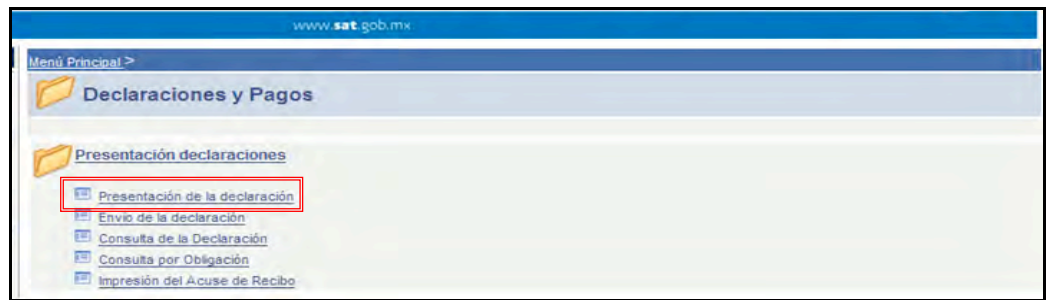 www.sat.gob.mx
Menú Principal >
Declaraciones y Pagos
Presentación declaraciones
Presentación de la declaración
Envío de la declaración
Consulta de la Declaración
Consulta por Obligación
Impresión del Acuse de Recibo